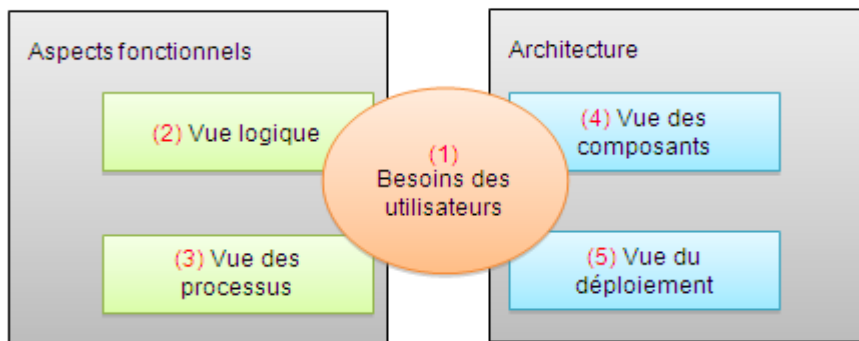 Aspects fonctionnels
(2) Vue logique
(3) Vue des
processus
(1)
Besoins des
utilisateurs
Architecture
(4) Vue des
composants
(5) Vue du
déploiement